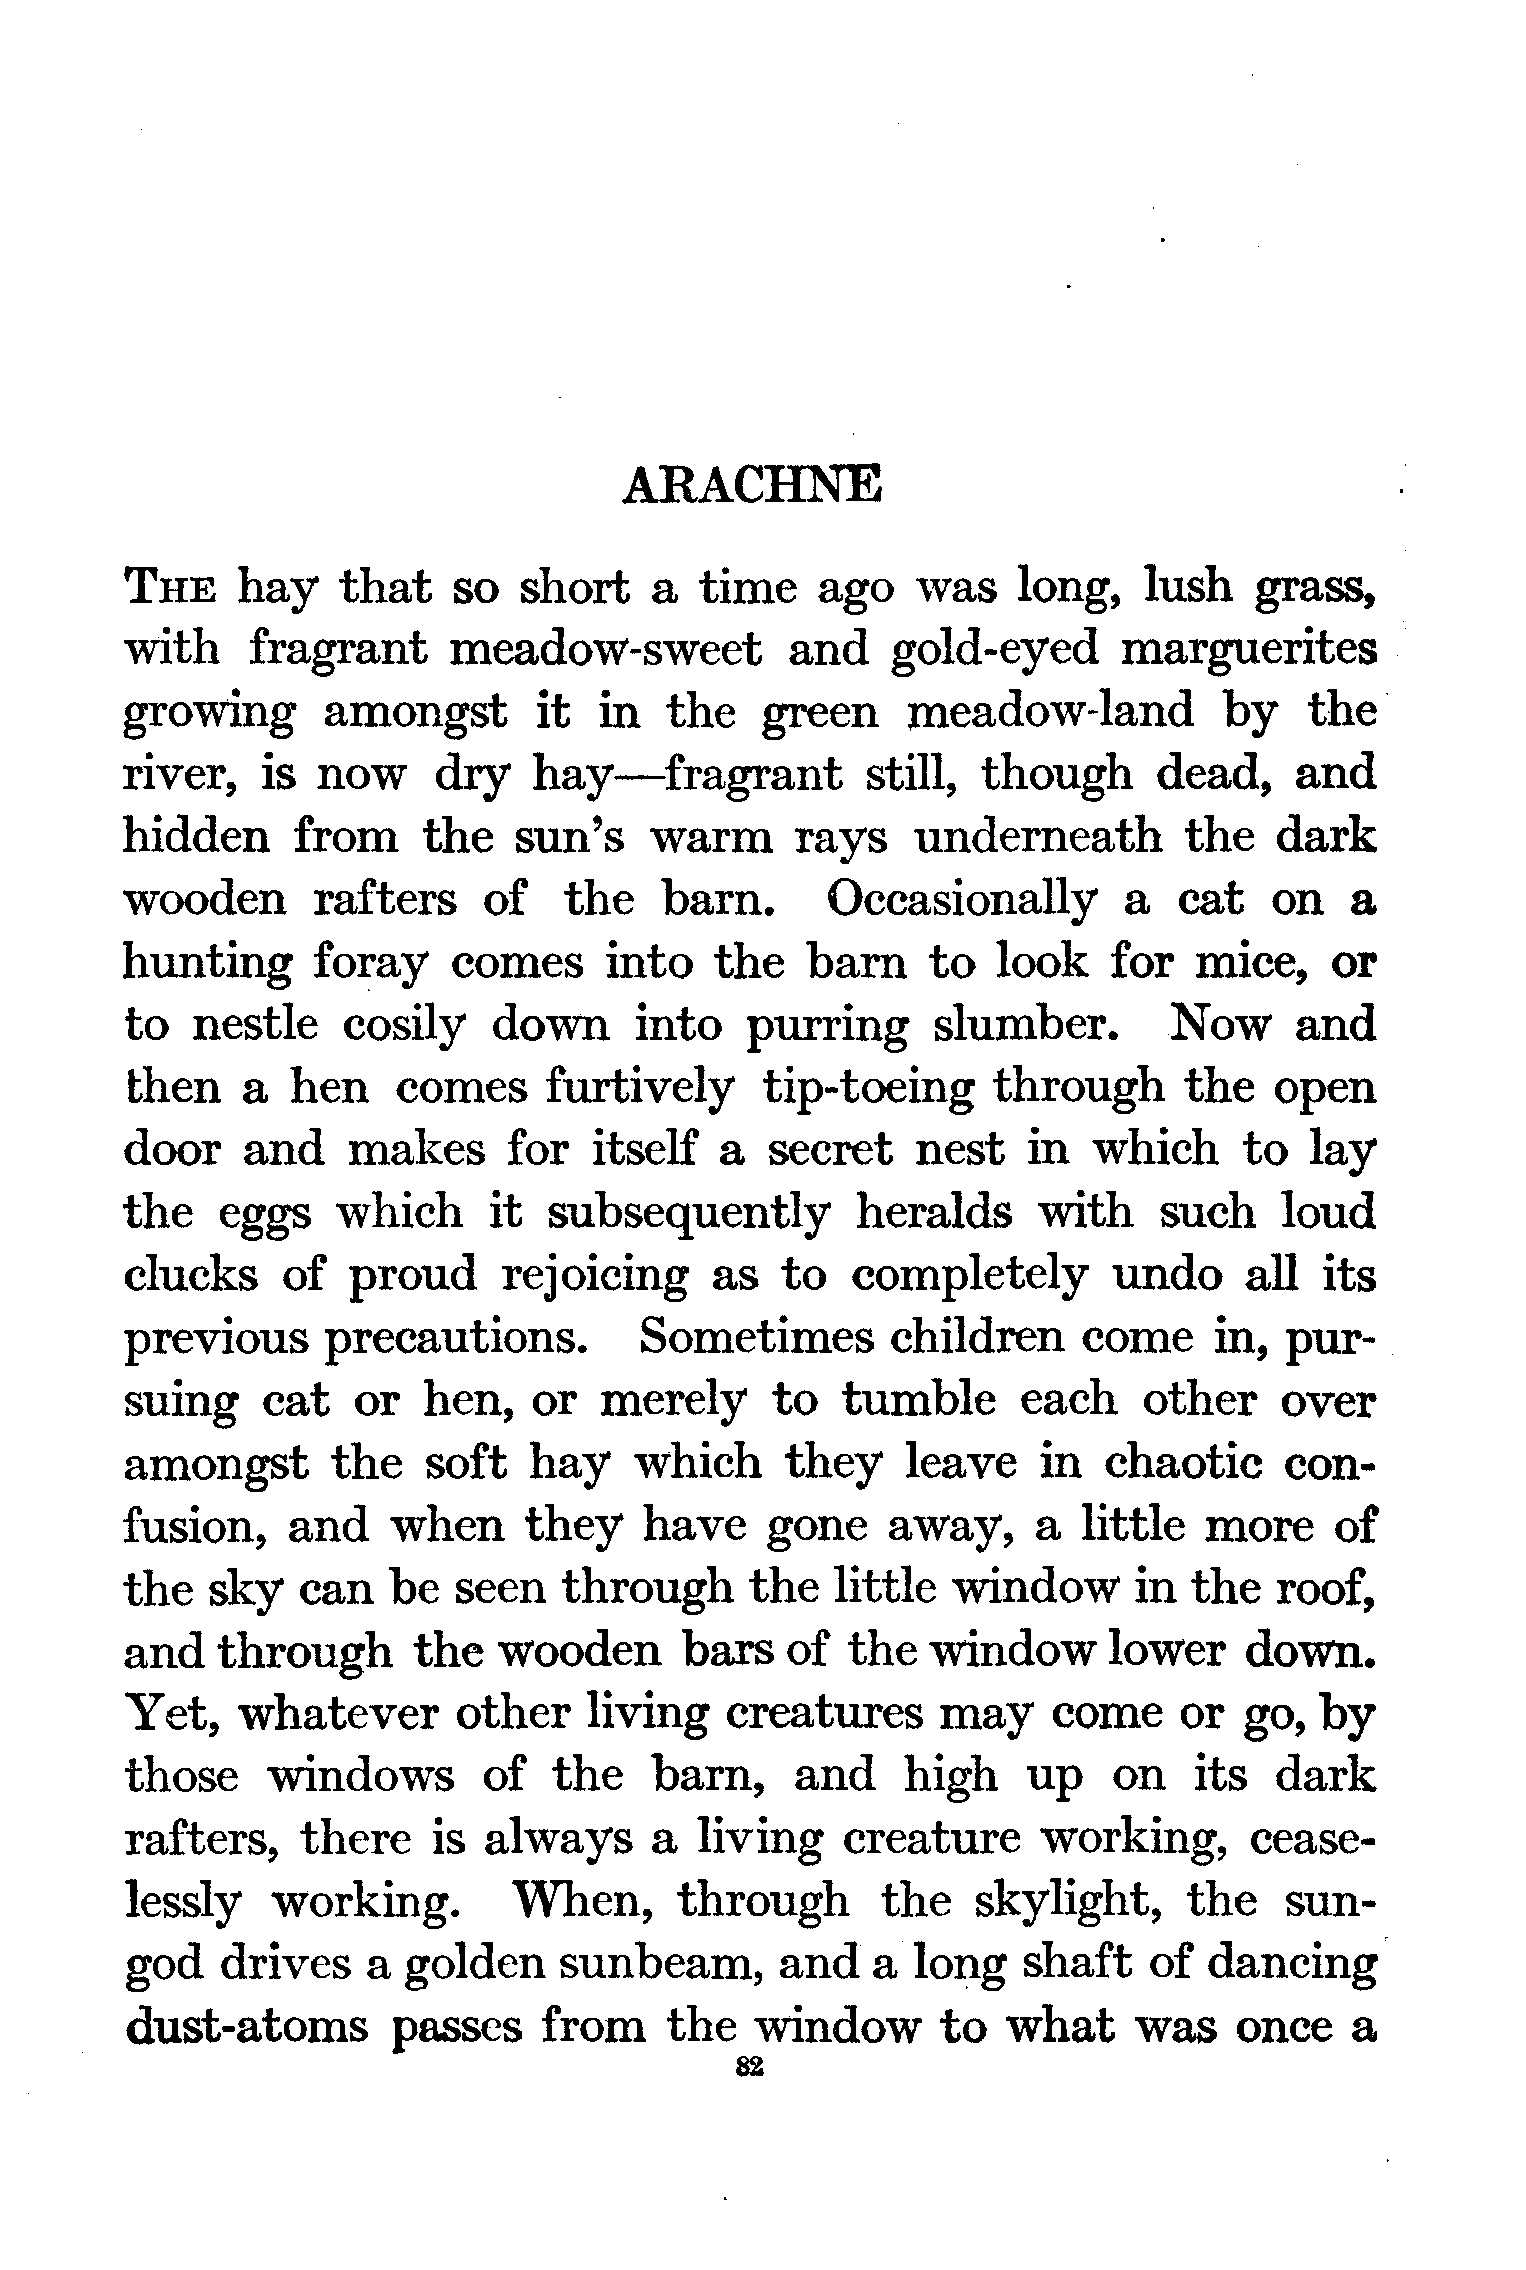 ARACHNE
THE hay that so short a time ago was long, lush grass,
with fragrant meadow-sweet and gold-eyed marguerites
growing amongst it in the green meadow-land by the
river, is now dry hay—fragrant still, though dead, and
hidden from the sun's warm rays underneath the dark
wooden rafters of the barn. Occasionally a cat on a
hunting foray comes into the barn to look for mice, or
to nestle cosily down into purring slumber. Now and
then a hen comes furtively tip-toeing through the open
door and makes for itself a secret nest in which to lay
the eggs which it subsequently heralds with such loud
clucks of proud rejoicing as to completely undo all its
previous precautions. Sometimes children come in, pur-
suing cat or hen, or merely to tumble each other over
amongst the soft hay which they leave in chaotic con-
fusion, and when they have gone away, a little more of
the sky can be seen through the little window in the roof,
and through the wooden bars of the window lower down.
Yet, whatever other living creatures may come or go, by
those windows of the barn, and high up on its dark
rafters, there is always a living creature working, cease-
lessly working. When, through the skylight, the sun-
god drives a golden sunbeam, and a long shaft of dancing
dust-atoms passes from the window to what was once a
82